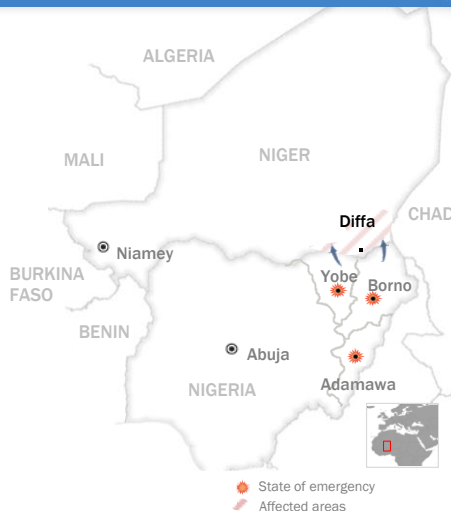 ALGERIA
MALI
NIGER
Diffa
CHAD
Niamey
BURKINA
FASO
Yobe
Borno
BENIN
Abuja
NIGERIA
Adamawa
State of emergency
Affected areas